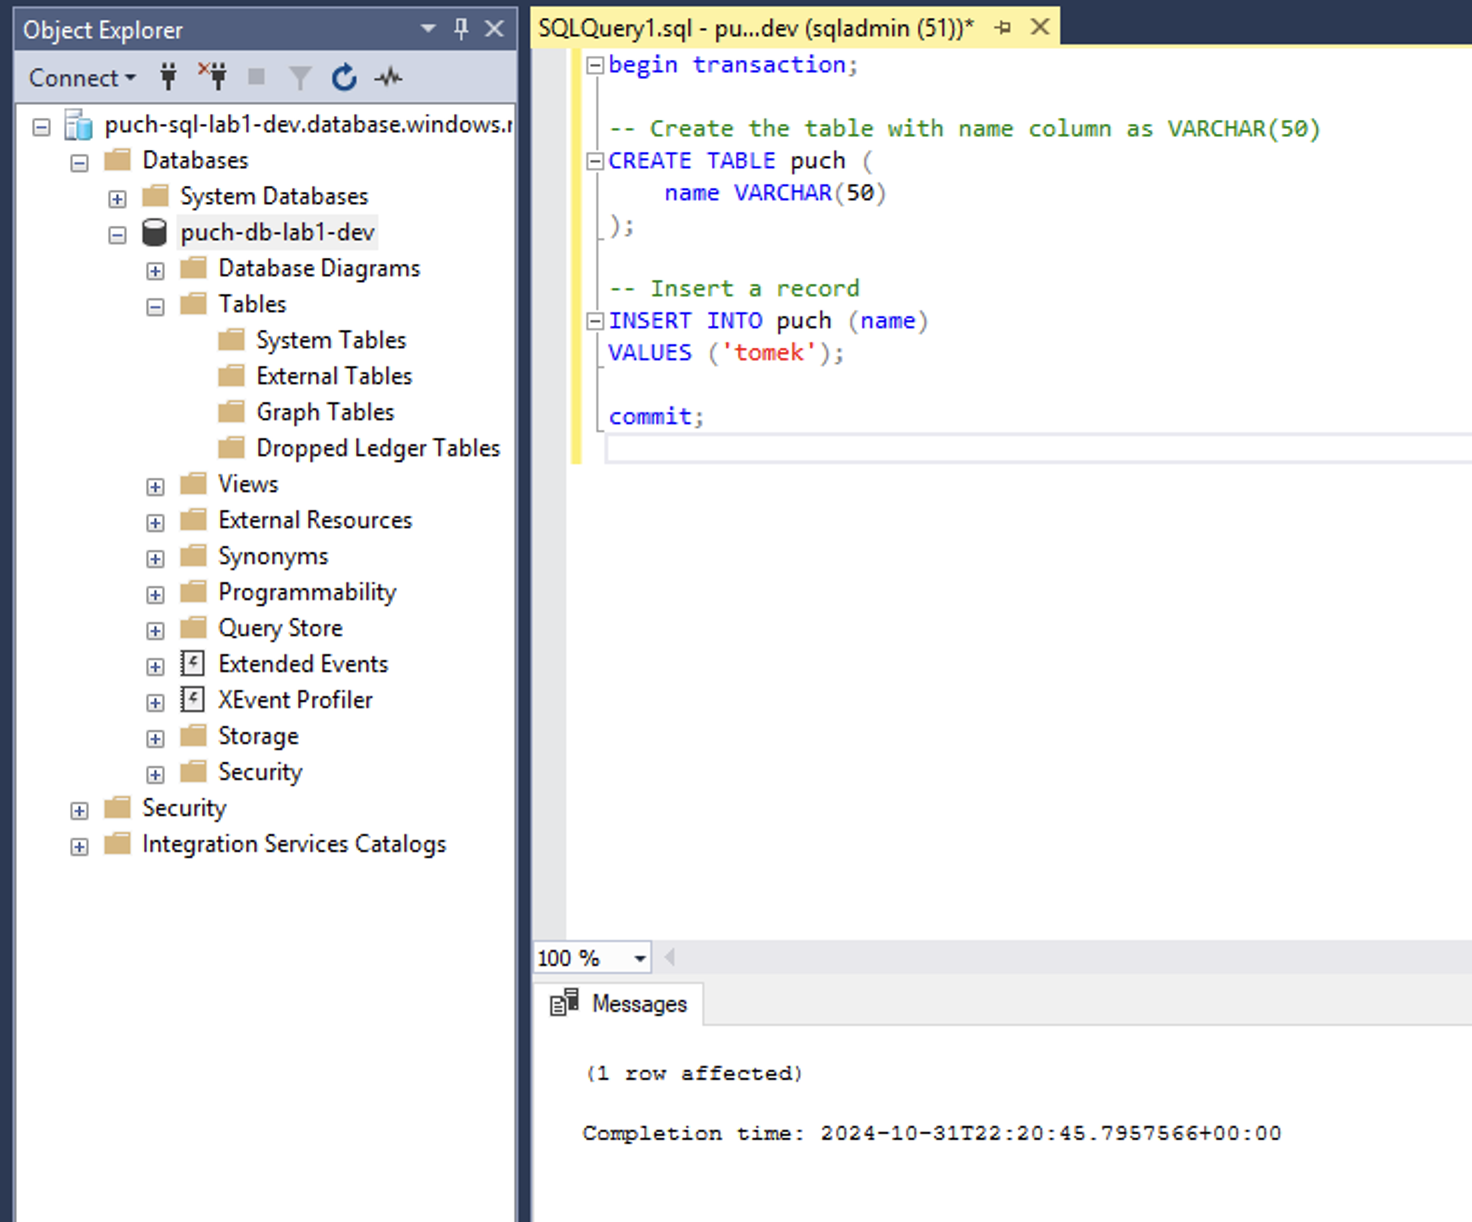 Object Explorer
Connect
puch-sql-lab1-dev.database.windows.r
Databases
System Databases
puch-db-lab1-dev
Database Diagrams
Tables
System Tables
External Tables
Graph Tables
Dropped Ledger Tables
Views
External Resources
Synonyms
Programmability
Query Store
Extended Events
XEvent Profiler
Storage
Security
Security
Integration Services Catalogs
SQLQuery1.sql - pu...dev (sqladmin (51))*
begin transaction;
-- Create the table with name column as VARCHAR(50)
CREATE TABLE puch (
name VARCHAR(50)
);
-- Insert a record
INSERT INTO puch (name)
VALUES ('tomek');
commit;
100 %
Messages
(1 row affected)
Completion time: 2024-10-31T22:20:45.7957566+00:00